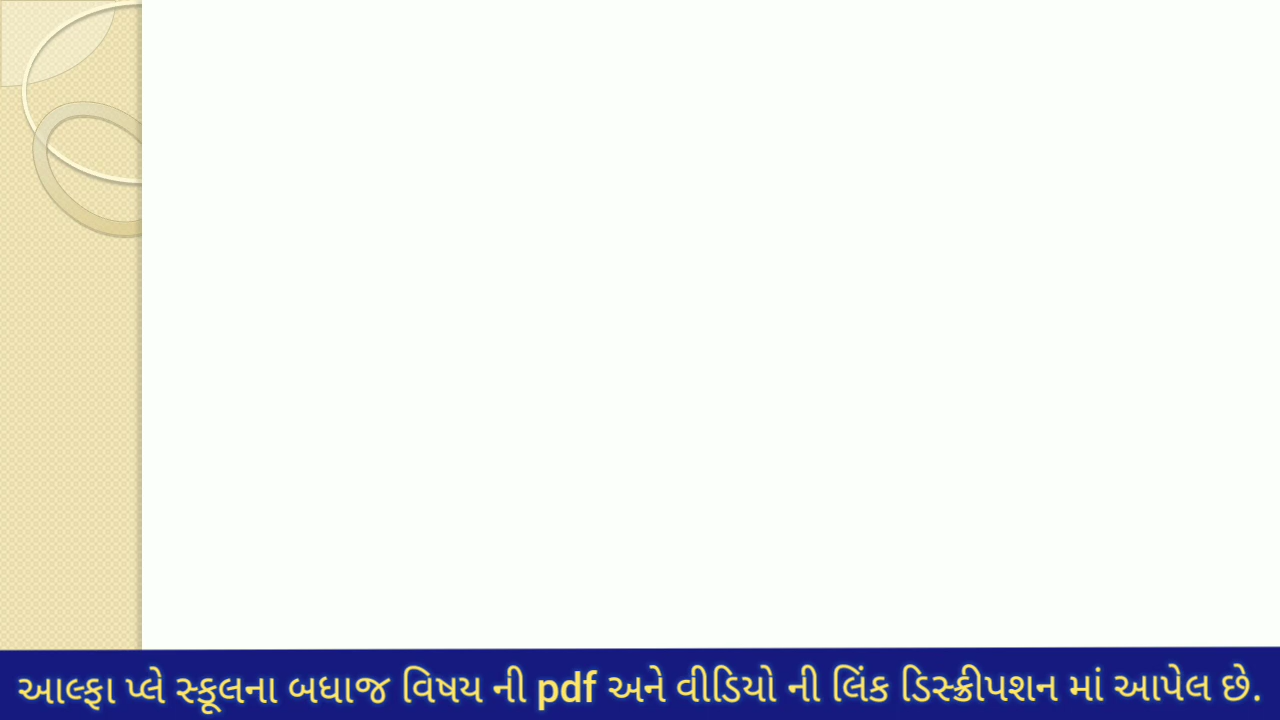 આલ્ફા પ્લે સ્કૂલના બધાજ વિષય ની pdf અને વીડિયો ની લિંક ડિસ્ક્રીપશન માં આપેલ છે.